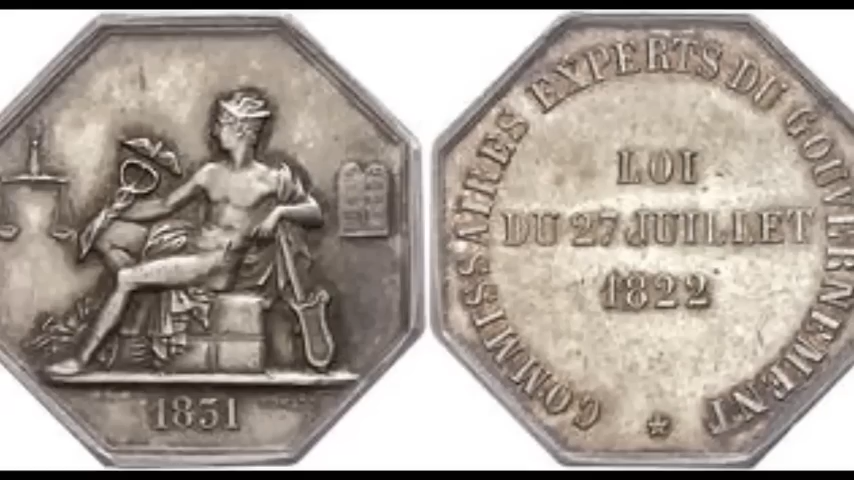 1831
COMMISSAIRES EXPERTS DU GOUVERNEMENT
LOI
DU 27 JUILLET
1822